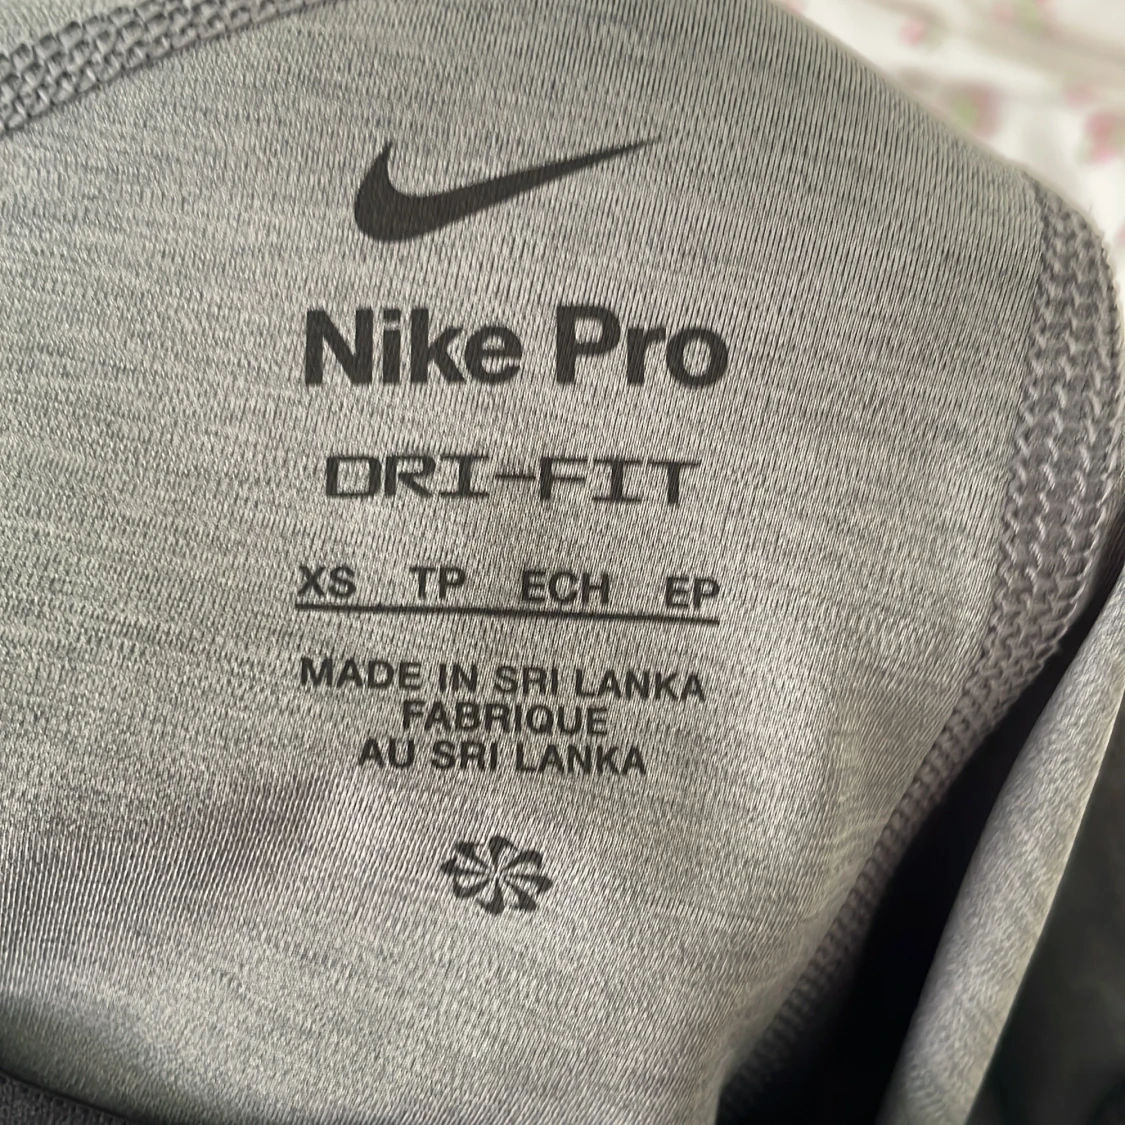 Nike Pro
DRI-FIT
XS TP ECH EP
MADE IN SRI LANKA
FABRIQUE
AU SRI LANKA